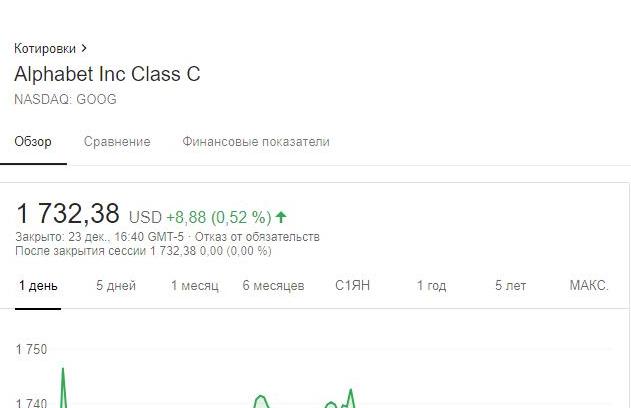 Котировки >
Alphabet Inc Class C
NASDAQ: GOOG
Обзор Сравнение Финансовые показатели
1 732,38 USD +8,88 (0,52 %) ↑
Закрыто: 23 дек., 16:40 GMT-5 · Отказ от обязательств
После закрытия сессии 1 732,38 0,00 (0,00 %)
1 день 5 дней 1 месяц 6 месяцев С1ЯН 1 год 5 лет МАКС.
1 750
1 740